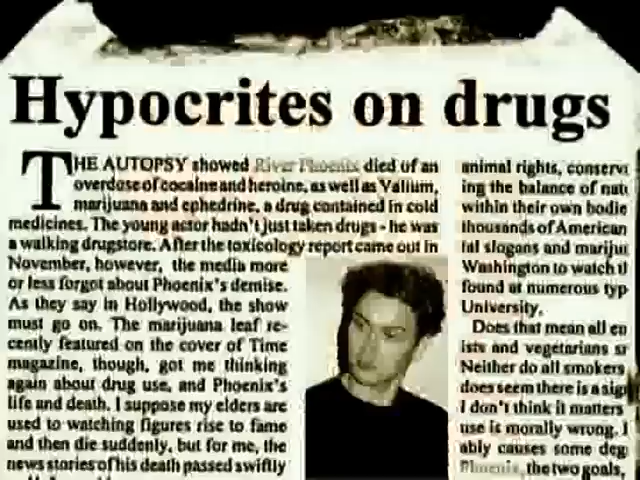 Hypocrites on drugs
THE AUTOPSY showed River Phoenix died of an
overdose of cocaine and heroine, as well as Valium,
marijuana and ephedrine, a drug contained in cold
medicines. The young actor hadn't just taken drugs - he was
a walking drugstore. After the toxicology report came out in
November, however, the media more
or less forgot about Phoenix's demise.
As they say in Hollywood, the show
must go on. The marijuana leaf re-
cently featured on the cover of Time
magazine, though, got me thinking
again about drug use, and Phoenix's
life and death. I suppose my elders are
used to watching figures rise to fame
and then die suddenly, but for me, the
news stories of his death passed swiftly
animal rights, conserv
ing the balance of natu
within their own bodie
thousands of American
ful slogans and mariju
Washington to watch tl
found at numerous typ
University.
Does that mean all en
ists and vegetarians ar
Neither do all smokers
does seem there is a sig
I don't think it matters
use is morally wrong. I
ably causes some deg
Phoenix, the two goals,